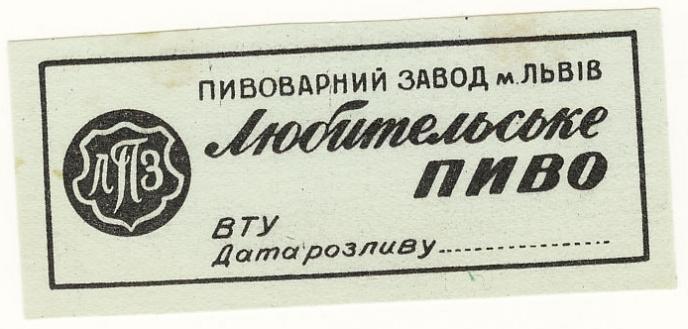 ПИВОВАРНИЙ ЗАВОД м. ЛЬВІВ
Любительське
ПИВО
ЛПЗ
ВТУ
Дата розливу